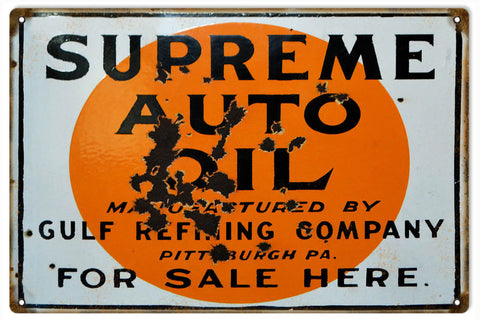 SUPREME
AUTO
OIL
MANUFACTURED BY
GULF REFINING COMPANY
PITTSBURGH PA.
FOR SALE HERE.